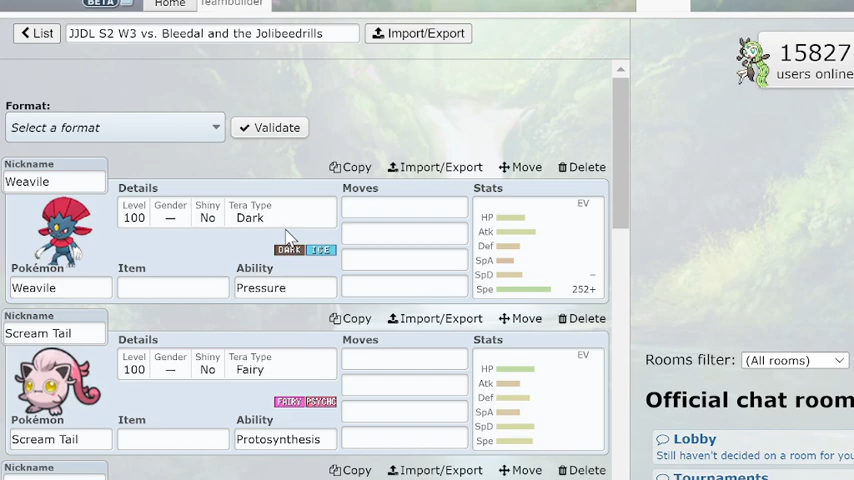 BETA
Home
Teambuilder
List
JJDL S2 W3 vs. Bleedal and the Jolibeedrills
Import/Export
15827
users online
Format:
Select a format
Validate
Nickname
Copy
Import/Export
Move
Delete
Weavile
Details
Moves
Stats
Level
Gender
Shiny
Tera Type
EV
100
—
No
Dark
HP
Atk
DARK
ICE
Def
SpA
Pokémon
Item
Ability
SpD
–
Weavile
Pressure
Spe
252+
Nickname
Copy
Import/Export
Move
Delete
Scream Tail
Details
Moves
Stats
Level
Gender
Shiny
Tera Type
EV
100
—
No
Fairy
HP
Atk
FAIRY
PSYCHC
Def
SpA
Pokémon
Item
Ability
SpD
Scream Tail
Protosynthesis
Spe
Nickname
Copy
Import/Export
Move
Delete
Rooms filter:
(All rooms)
Official chat room
Lobby
Still haven't decided on a room for you
Tournaments